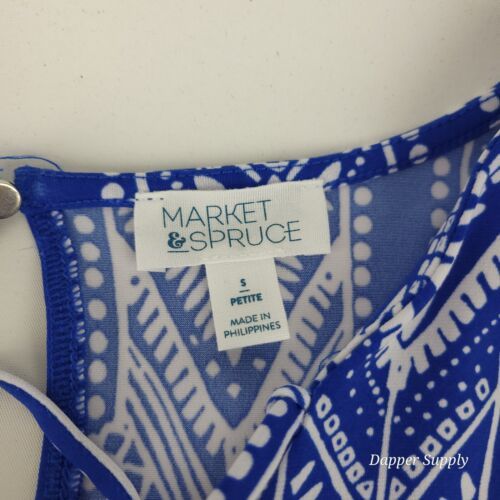 MARKET
& SPRUCE
S
PETITE
MADE IN
PHILIPPINES
Dapper Supply